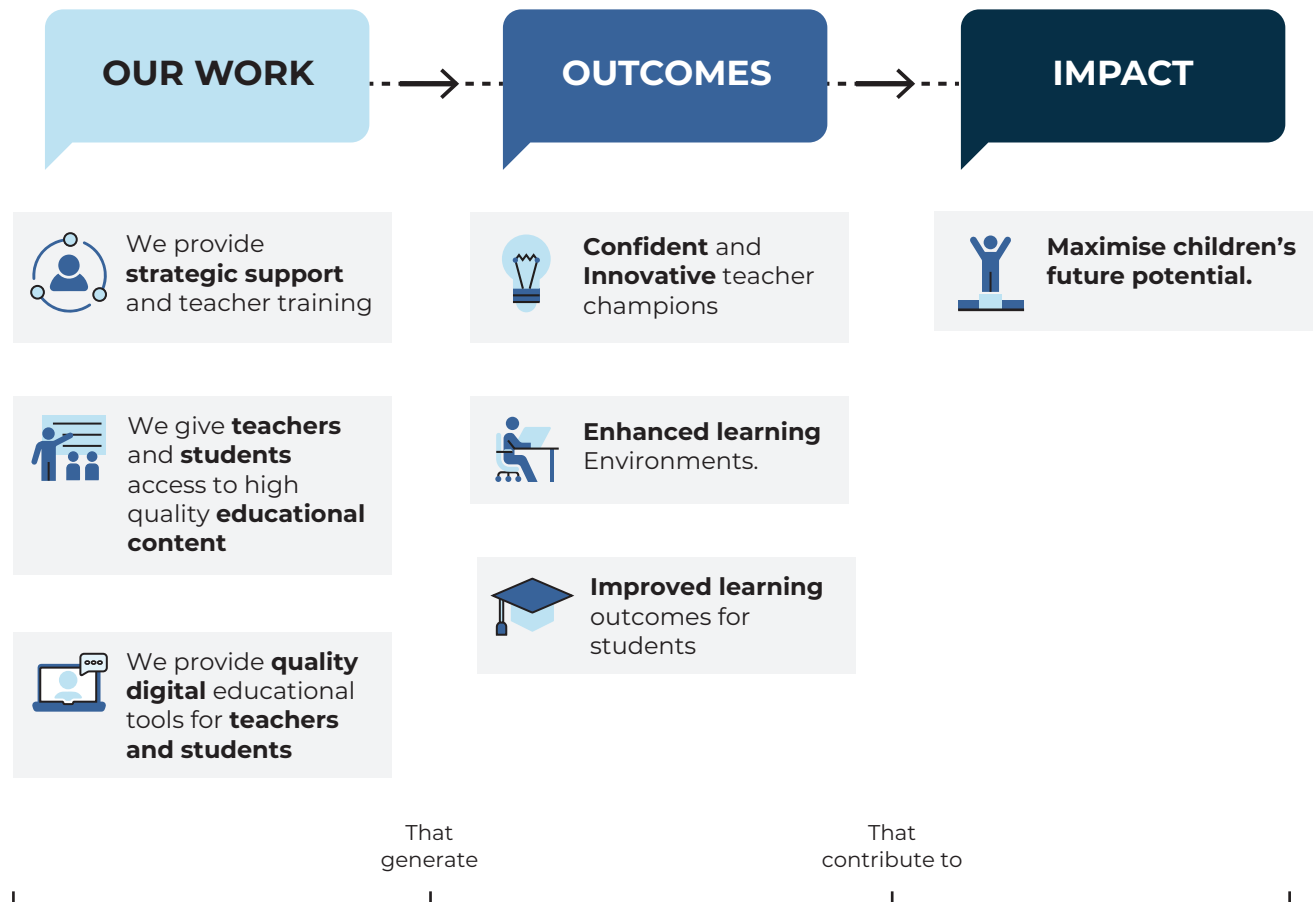 OUR WORK
OUTCOMES
IMPACT
We provide
strategic support
and teacher training
We give teachers
and students
access to high
quality educational
content
We provide quality
digital educational
tools for teachers
and students
Confident and
Innovative teacher
champions
Enhanced learning
Environments.
Improved learning
outcomes for
students
Maximise children's
future potential.
That
generate
That
contribute to